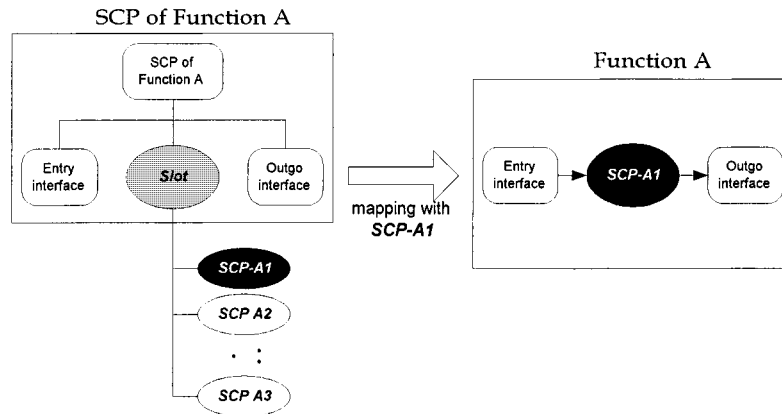 SCP of Function A
SCP of
Function A
Entry
interface
Slot
Outgo
interface
SCP-A1
SCP A2
SCP A3
mapping with
SCP-A1
Function A
Entry
interface
SCP-A1
Outgo
interface